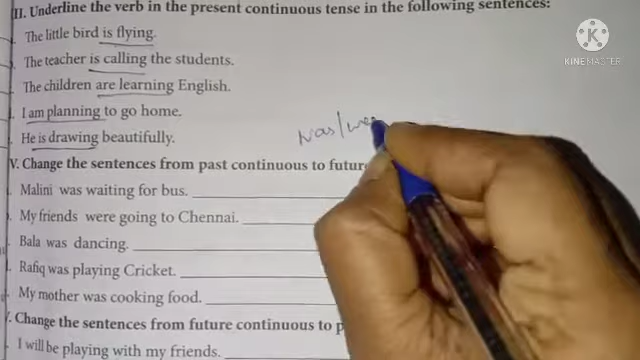 II. Underline the verb in the present continuous tense in the following sentences:
The little bird is flying.
The teacher is calling the students.
The children are learning English.
I am planning to go home.
He is drawing beautifully.
was/wee
V. Change the sentences from past continuous to futur
Malini was waiting for bus.
My friends were going to Chennai.
Bala was dancing.
Rafiq was playing Cricket.
My mother was cooking food.
. Change the sentences from future continuous to p
I will be playing with my friends.
KINEMASTER